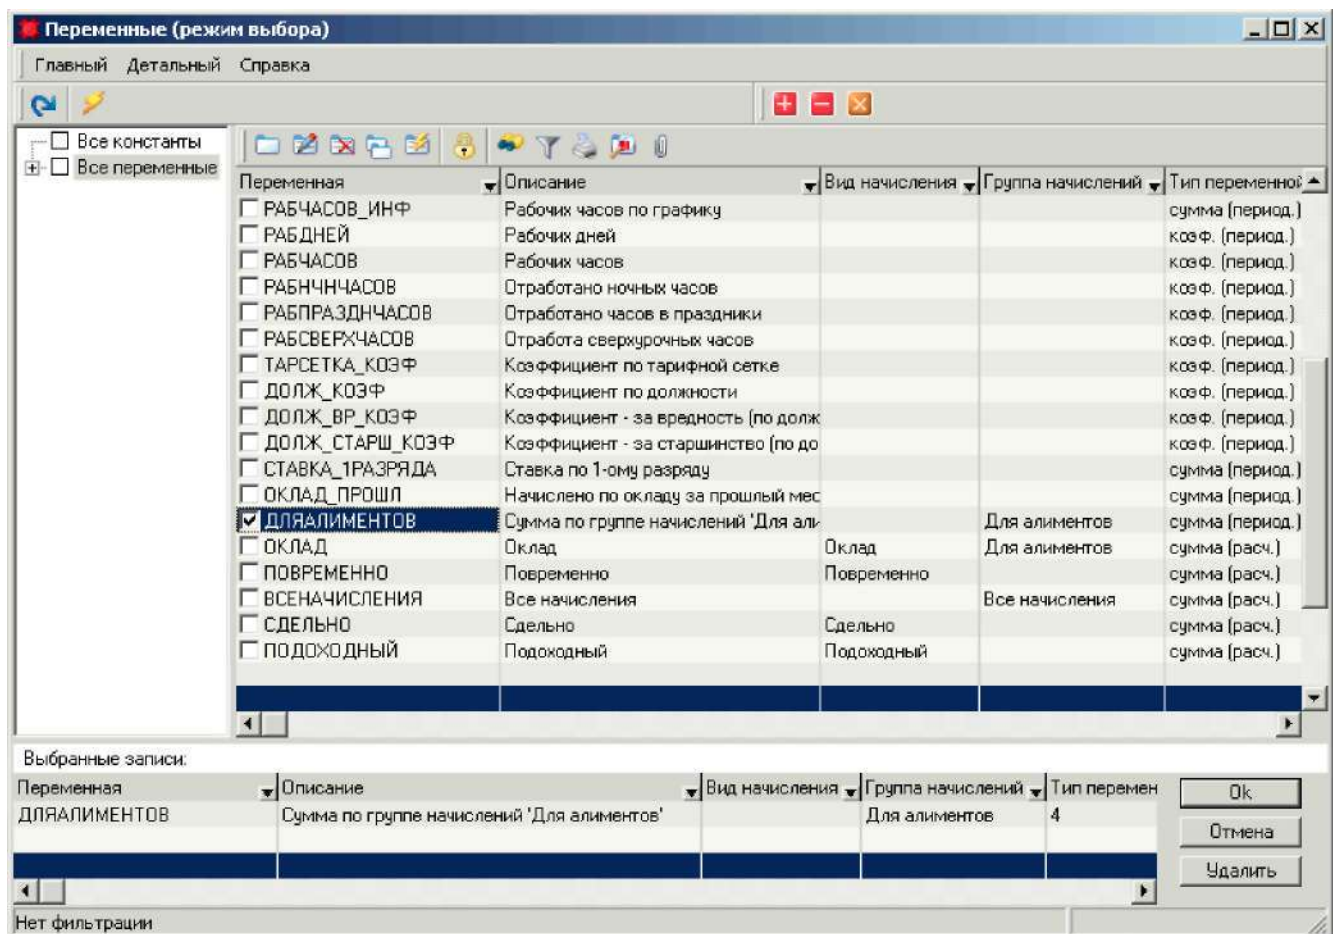 Переменные (режим выбора)
Главный Детальный Справка
Все константы
Все переменные
Переменная Описание Вид начисления Группа начислений Тип переменной
РАБЧАСОВ_ИНФ Рабочих часов по графику сумма (период.)
РАБДНЕЙ Рабочих дней коэф. (период.)
РАБЧАСОВ Рабочих часов коэф. (период.)
РАБНЧНЧАСОВ Отработано ночных часов коэф. (период.)
РАБПРАЗДНЧАСОВ Отработано часов в праздники коэф. (период.)
РАБСВЕРХЧАСОВ Отработа сверхурочных часов коэф. (период.)
ТАРСЕТКА_КОЭФ Коэффициент по тарифной сетке коэф. (период.)
ДОЛЖ_КОЭФ Коэффициент по должности коэф. (период.)
ДОЛЖ_ВР_КОЭФ Коэффициент - за вредность (по долж коэф. (период.)
ДОЛЖ_СТАРШ_КОЭФ Коэффициент - за старшинство (по до коэф. (период.)
СТАВКА_1РАЗРЯДА Ставка по 1-ому разряду сумма (период.)
ОКЛАД_ПРОШЛ Начислено по окладу за прошлый мес сумма (период.)
ДЛЯАЛИМЕНТОВ Сумма по группе начислений 'Для али Для алиментов сумма (период.)
ОКЛАД Оклад Оклад Для алиментов сумма (расч.)
ПОВРЕМЕННО Повременно Повременно сумма (расч.)
ВСЕНАЧИСЛЕНИЯ Все начисления Все начисления сумма (расч.)
СДЕЛЬНО Сдельно Сдельно сумма (расч.)
ПОДОХОДНЫЙ Подоходный Подоходный сумма (расч.)
Выбранные записи:
Переменная Описание Вид начисления Группа начислений Тип перемен
ДЛЯАЛИМЕНТОВ Сумма по группе начислений 'Для алиментов' Для алиментов 4
Ok
Отмена
Удалить
Нет фильтрации